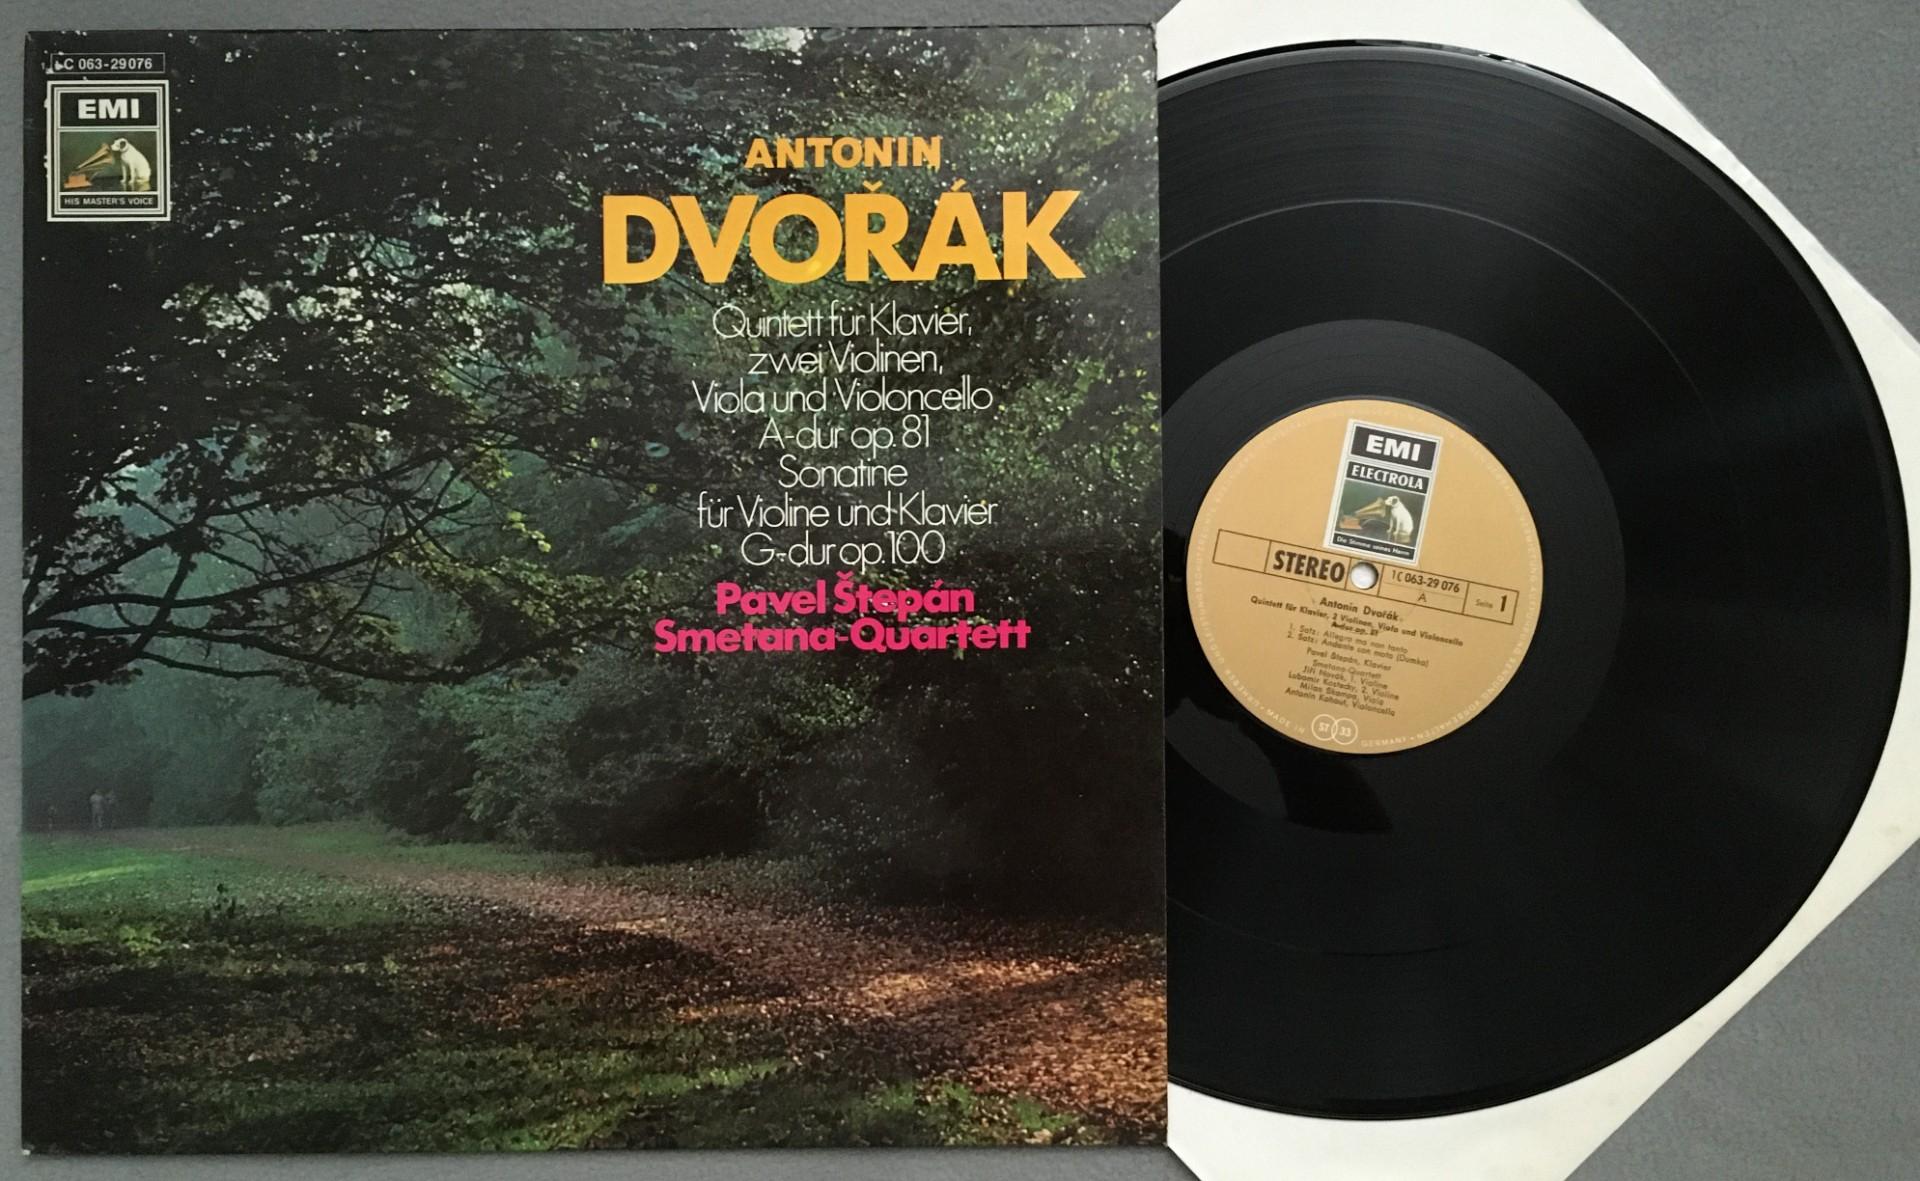 1C 063-29076
EMI
HIS MASTER'S VOICE
ANTONIN
DVOŘÁK
Quintett für Klavier,
zwei Violinen,
Viola und Violoncello
A-dur op. 81
Sonatine
für Violine und Klavier
G-dur op. 100
Pavel Štepán
Smetana-Quartett
EMI
ELECTROLA
Die Stimme seines Herrn
STEREO
1C 063-29 076
A
Seite 1
Antonin Dvořák
Quintett für Klavier, 2 Violinen, Viola und Violoncello
A-dur op. 81
1. Satz: Allegro ma non tanto
2. Satz: Andante con moto (Dumka)
Pavel Štepán, Klavier
Smetana-Quartett
Jiří Novák, 1. Violine
Lubomír Kostecky, 2. Violine
Milan Skampa, Viola
Antonin Kohout, Violoncello
ST 33
MADE IN GERMANY